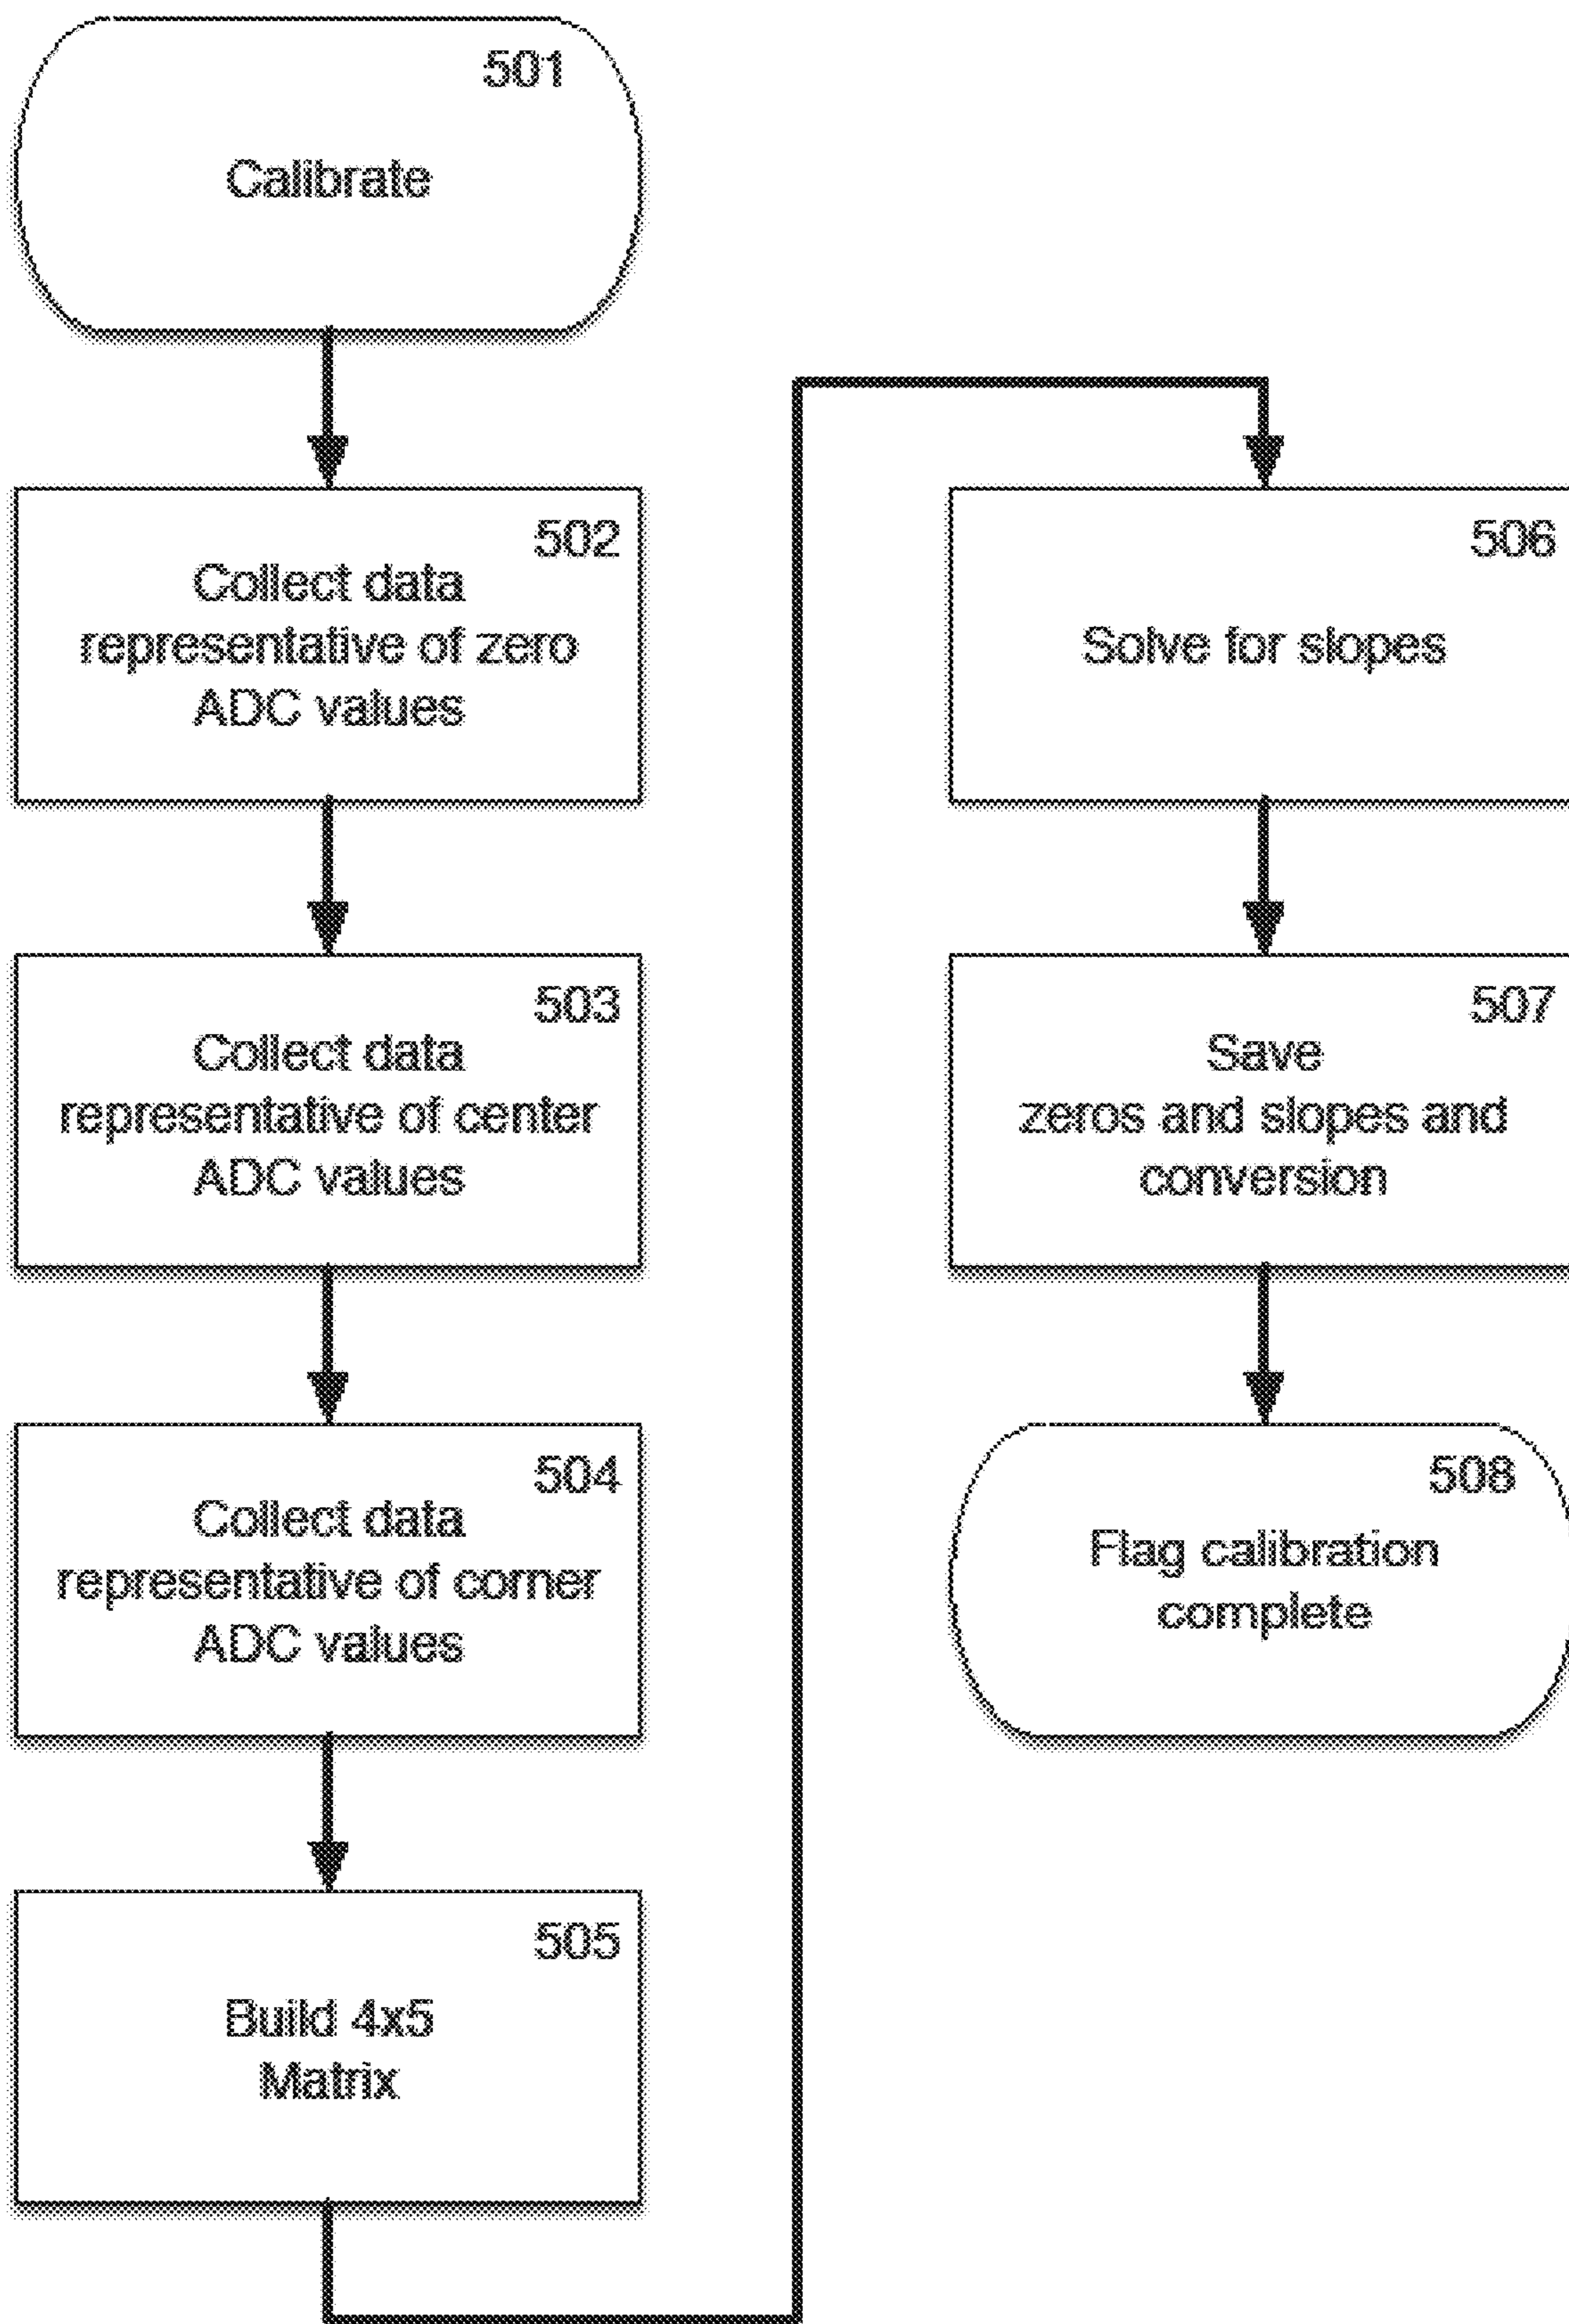 501
Calibrate
502
Collect data
representative of zero
ADC values
503
Collect data
representative of center
ADC values
504
Collect data
representative of corner
ADC values
505
Build 4x5
Matrix
506
Solve for slopes
507
Save
zeros and slopes and
conversion
508
Flag calibration
complete